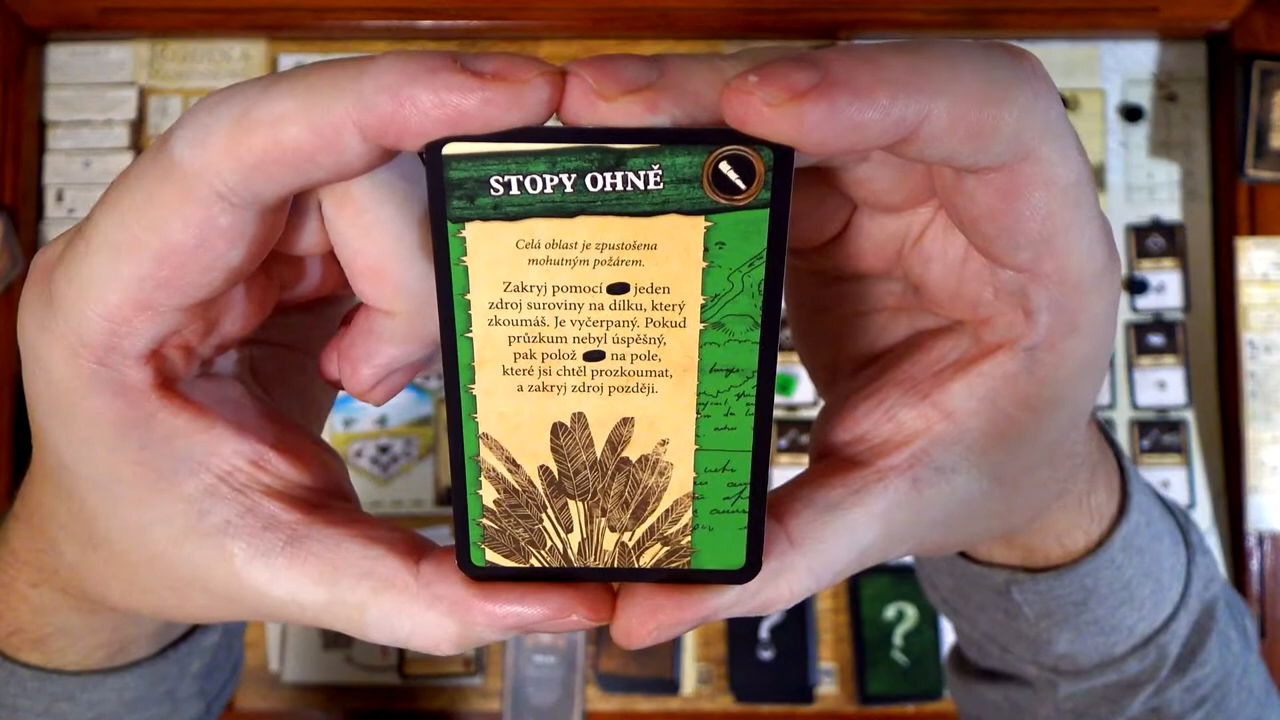 STOPY OHNĚ
Celá oblast je zpustošena
mohutným požárem.
Zakryj pomocí jeden
zdroj suroviny na dílku, který
zkoumáš. Je vyčerpaný. Pokud
průzkum nebyl úspěšný,
pak polož na pole,
které jsi chtěl prozkoumat,
a zakryj zdroj později.
?
?